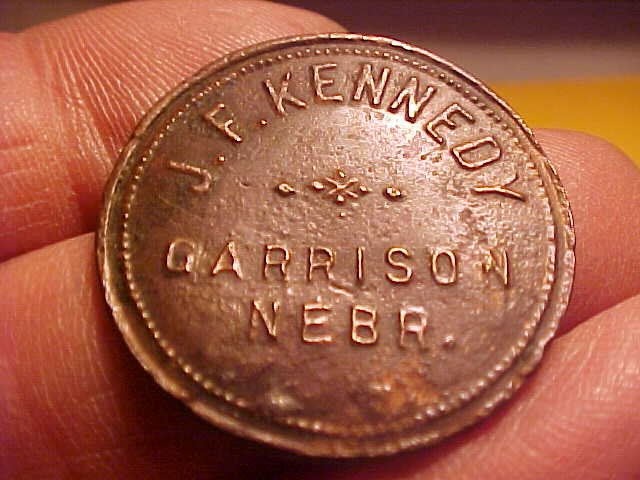 J. F. KENNEDY
GARRISON
NEBR.